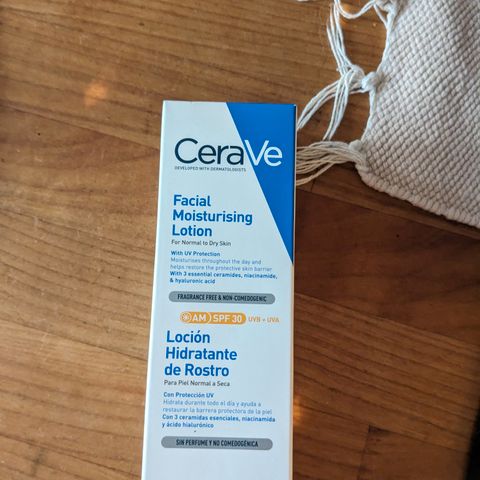 CeraVe
DEVELOPED WITH DERMATOLOGISTS
Facial
Moisturising
Lotion
For Normal to Dry Skin
With UV Protection
Moisturises throughout the day and
helps restore the protective skin barrier
With 3 essential ceramides, niacinamide,
& hyaluronic acid
FRAGRANCE FREE & NON-COMEDOGENIC
AM SPF 30 UVB + UVA
Loción
Hidratante
de Rostro
Para Piel Normal a Seca
Con Protección UV
Hidrata durante todo el día y ayuda a
restaurar la barrera protectora de la piel
Con 3 ceramidas esenciales, niacinamida
y ácido hialurónico
SIN PERFUME Y NO COMEDOGÉNICA